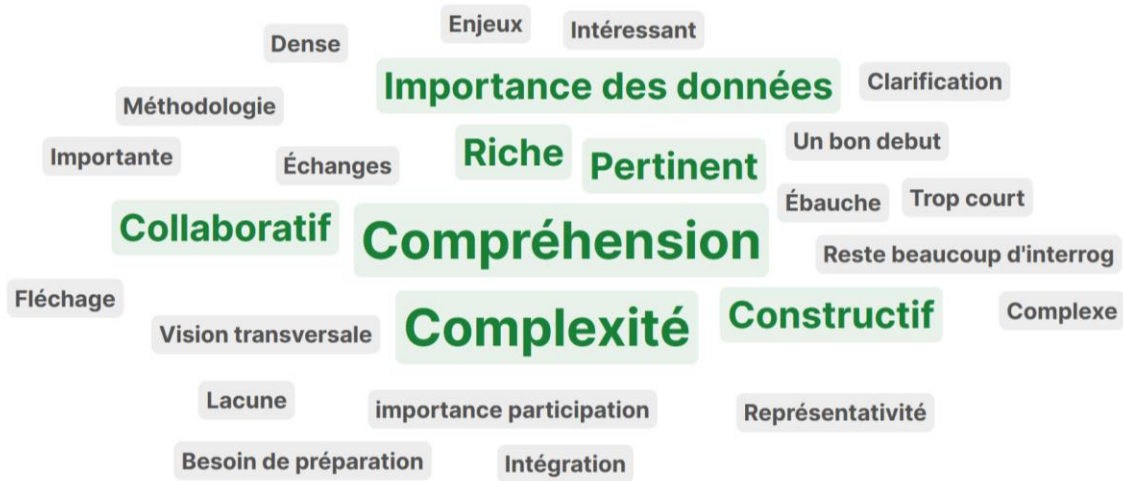 Enjeux
Intéressant
Dense
Importance des données
Clarification
Méthodologie
Un bon debut
Riche
Pertinent
Importante
Échanges
Ébauche
Trop court
Collaboratif
Compréhension
Reste beaucoup d'interrog
Fléchage
Vision transversale
Complexité
Constructif
Complexe
Lacune
importance participation
Représentativité
Besoin de préparation
Intégration